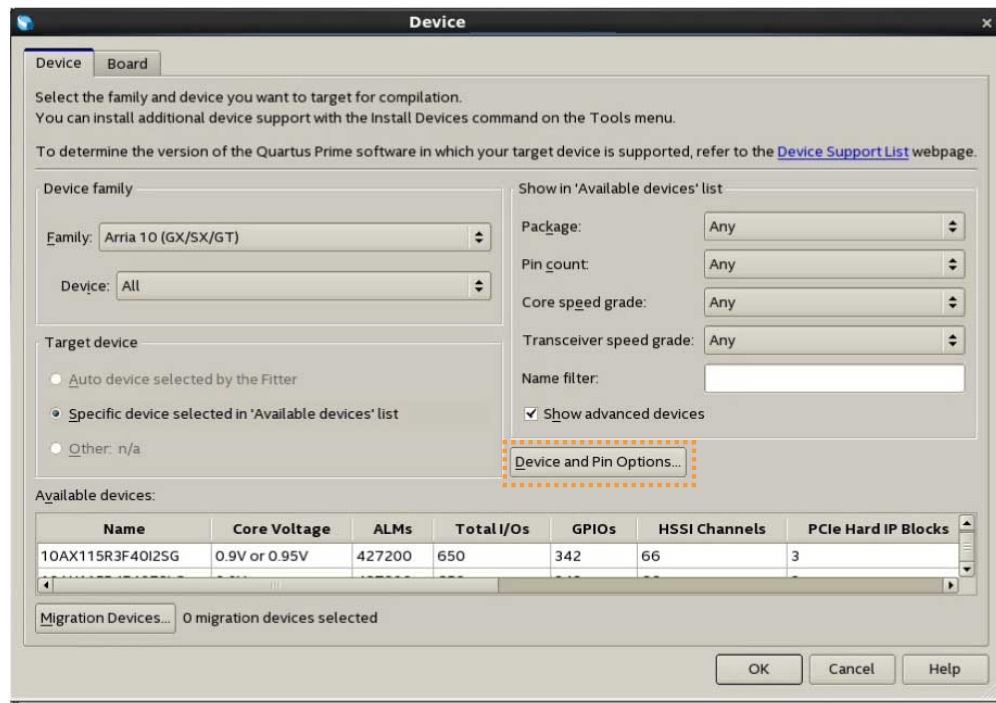 Device
Device Board
Select the family and device you want to target for compilation.
You can install additional device support with the Install Devices command on the Tools menu.
To determine the version of the Quartus Prime software in which your target device is supported, refer to the Device Support List webpage.
Device family
Family: Arria 10 (GX/SX/GT)
Device: All
Show in 'Available devices' list
Package: Any
Pin count: Any
Core speed grade: Any
Transceiver speed grade: Any
Name filter:
Show advanced devices
Target device
Auto device selected by the Fitter
Specific device selected in 'Available devices' list
Other: n/a
Device and Pin Options...
Available devices:
Name Core Voltage ALMs Total I/Os GPIOs HSSI Channels PCIe Hard IP Blocks
10AX115R3F40I2SG 0.9V or 0.95V 427200 650 342 66 3
Migration Devices... 0 migration devices selected
OK Cancel Help